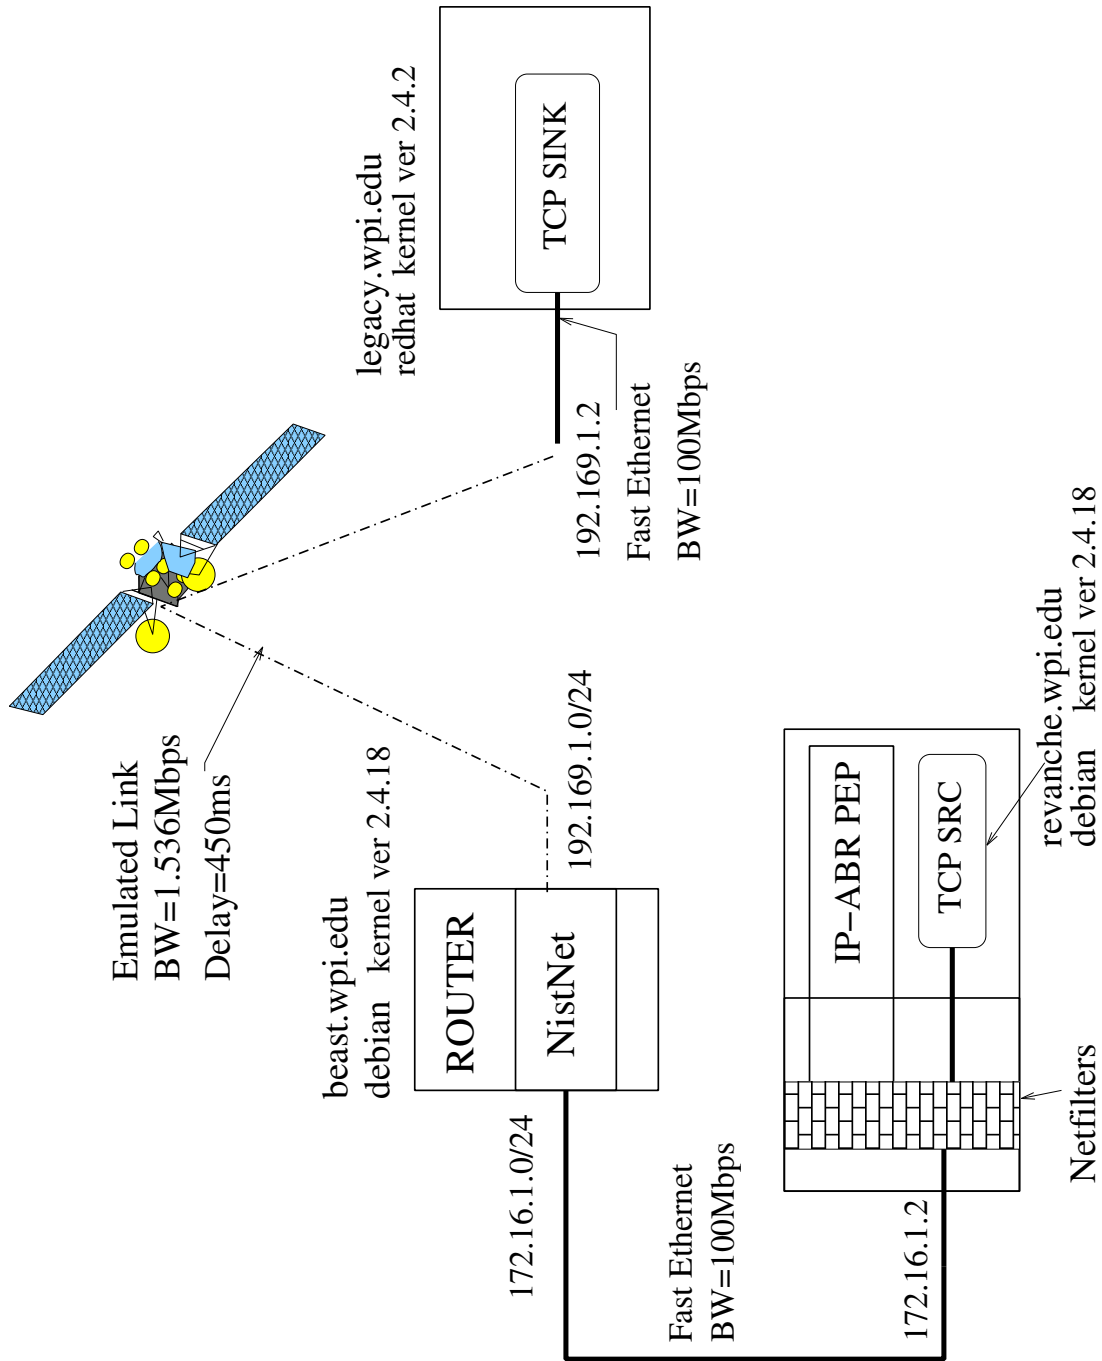 Emulated Link
BW=1.536Mbps
Delay=450ms
legacy.wpi.edu
redhat kernel ver 2.4.2
TCP SINK
beast.wpi.edu
debian kernel ver 2.4.18
ROUTER
NistNet
172.16.1.0/24
192.169.1.0/24
192.169.1.2
Fast Ethernet
BW=100Mbps
Fast Ethernet
BW=100Mbps
IP-ABR PEP
TCP SRC
172.16.1.2
revanche.wpi.edu
debian kernel ver 2.4.18
Netfilters